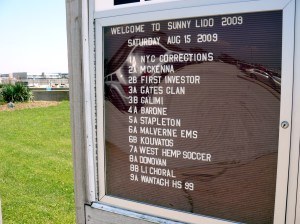 WELCOME TO SUNNY LIDO 2009
SATURDAY AUG 15 2009
1A NYC CORRECTIONS
2A MCKENNA
2B FIRST INVESTOR
3A GATES CLAN
3B GALIMI
4A BARONE
5A STAPLETON
6A MALVERNE EMS
6B KOUVATOS
7A WEST HEMP SOCCER
8A DONOVAN
8B LI CHORAL
9A WANTAGH HS 99